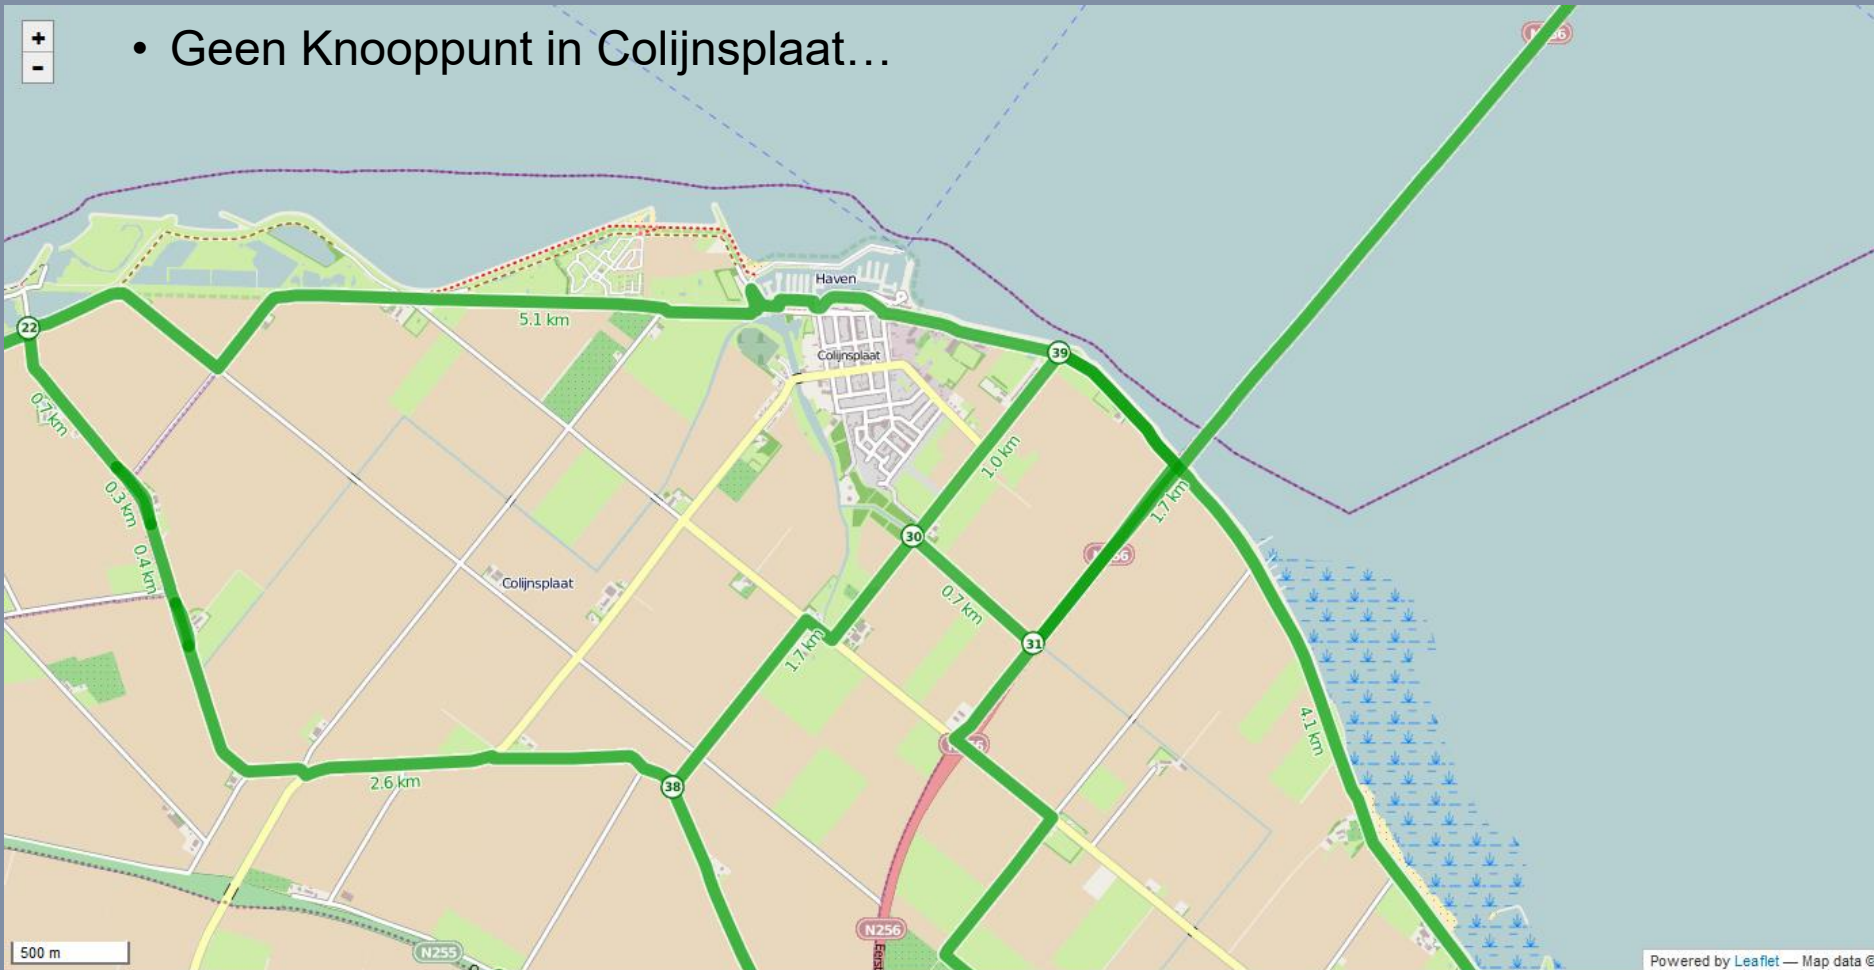 +
-
• Geen Knooppunt in Colijnsplaat…
Haven
22
5.1 km
39
Colijnsplaat
0.7 km
1.0 km
0.3 km
1.7 km
30
0.4 km
Colijnsplaat
0.7 km
31
1.7 km
4.1 km
2.6 km
38
N256
N255
500 m
Powered by Leaflet — Map data ©